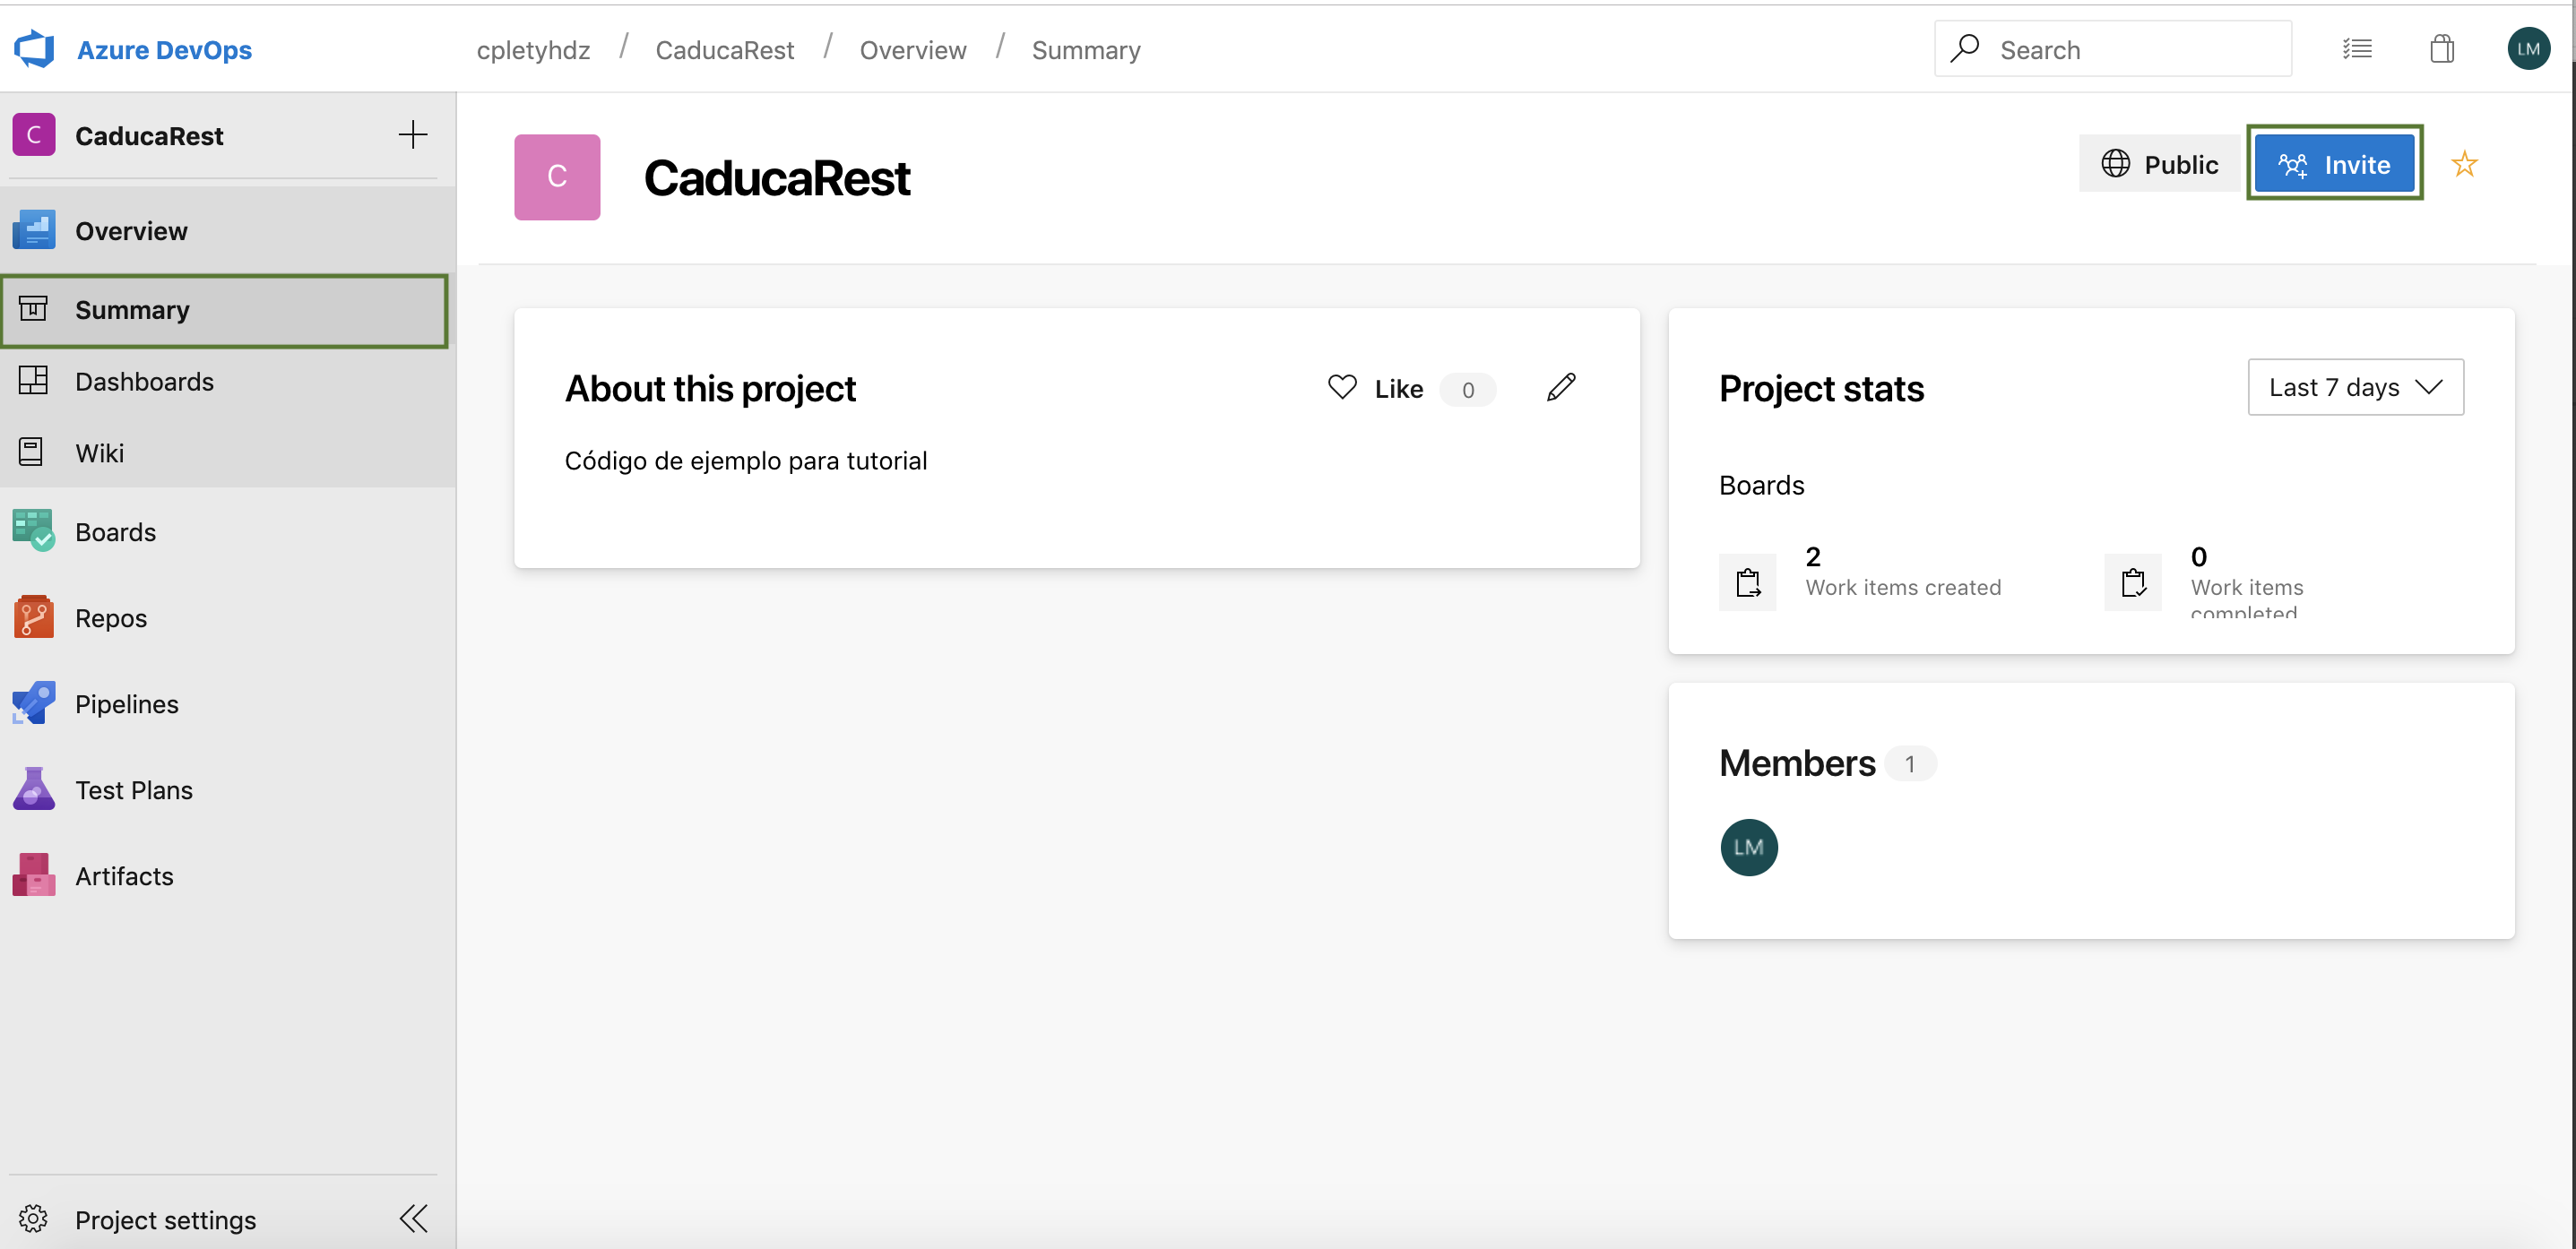 Azure DevOps
cpletyhdz / CaducaRest / Overview / Summary
Search
LM
C CaducaRest
Overview
Summary
Dashboards
Wiki
Boards
Repos
Pipelines
Test Plans
Artifacts
Project settings
C CaducaRest
Public
Invite
About this project
Like 0
Código de ejemplo para tutorial
Project stats
Last 7 days
Boards
2
Work items created
0
Work items
completed
Members 1
LM